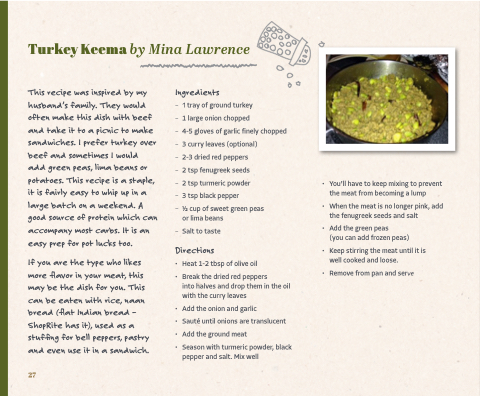 Turkey Keema by Mina Lawrence
This recipe was inspired by my
husband's family. They would
often make this dish with beef
and take it to a picnic to make
sandwiches. I prefer turkey over
beef and sometimes I would
add green peas, lima beans or
potatoes. This recipe is a staple,
it is fairly easy to whip up in a
large batch on a weekend. A
good source of protein which can
accompany most carbs. It is an
easy prep for pot lucks too.
If you are the type who likes
more flavor in your meat, this
may be the dish for you. This
can be eaten with rice, naan
bread (flat Indian bread –
ShopRite has it), used as a
stuffing for bell peppers, pastry
and even use it in a sandwich.
Ingredients
– 1 tray of ground turkey
– 1 large onion chopped
– 4-5 gloves of garlic finely chopped
– 3 curry leaves (optional)
– 2-3 dried red peppers
– 2 tsp fenugreek seeds
– 2 tsp turmeric powder
– 3 tsp black pepper
– ½ cup of sweet green peas
or lima beans
– Salt to taste
Directions
• Heat 1-2 tbsp of olive oil
• Break the dried red peppers
into halves and drop them in the oil
with the curry leaves
• Add the onion and garlic
• Sauté until onions are translucent
• Add the ground meat
• Season with turmeric powder, black
pepper and salt. Mix well
• You'll have to keep mixing to prevent
the meat from becoming a lump
• When the meat is no longer pink, add
the fenugreek seeds and salt
• Add the green peas
(you can add frozen peas)
• Keep stirring the meat until it is
well cooked and loose.
• Remove from pan and serve
27